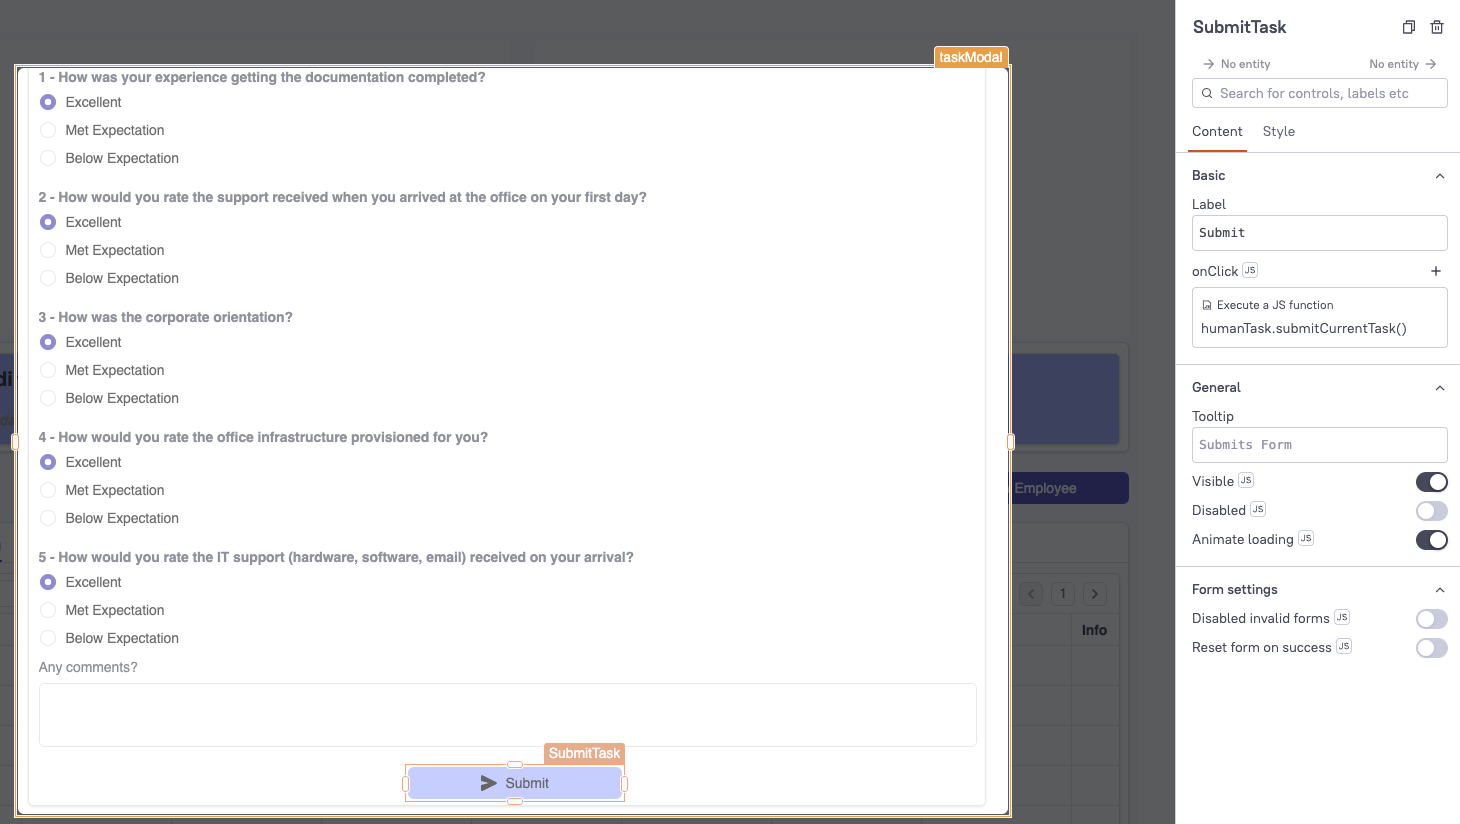 taskModal
1 - How was your experience getting the documentation completed?
Excellent
Met Expectation
Below Expectation
2 - How would you rate the support received when you arrived at the office on your first day?
Excellent
Met Expectation
Below Expectation
3 - How was the corporate orientation?
Excellent
Met Expectation
Below Expectation
4 - How would you rate the office infrastructure provisioned for you?
Excellent
Met Expectation
Below Expectation
5 - How would you rate the IT support (hardware, software, email) received on your arrival?
Excellent
Met Expectation
Below Expectation
Any comments?
SubmitTask
Submit
Employee
1
Info
SubmitTask
No entity
No entity
Search for controls, labels etc
Content Style
Basic
Label
Submit
onClick JS
Execute a JS function
humanTask.submitCurrentTask()
General
Tooltip
Submits Form
Visible JS
Disabled JS
Animate loading JS
Form settings
Disabled invalid forms JS
Reset form on success JS